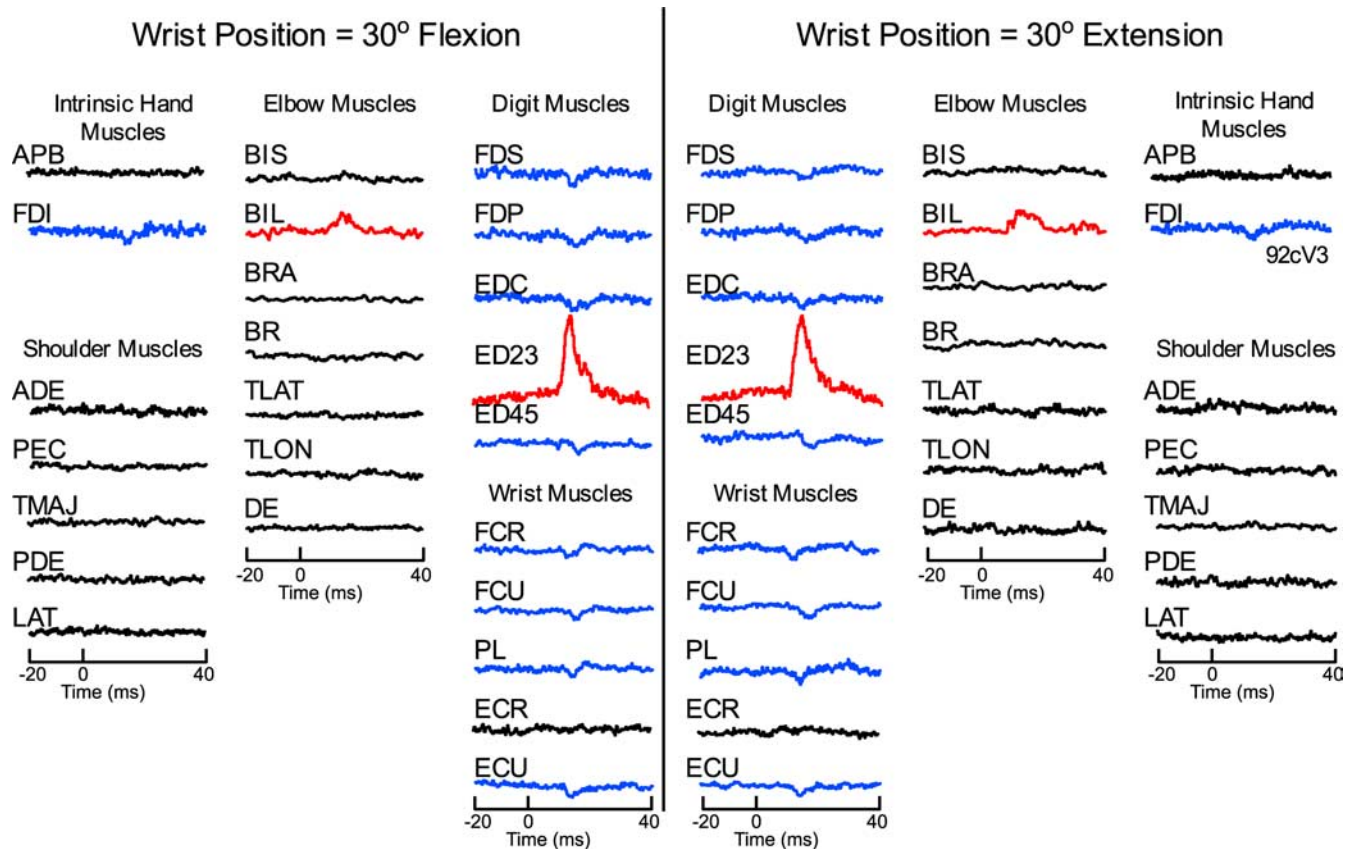 Wrist Position = 30º Flexion
Intrinsic Hand
Muscles
APB
FDI
Shoulder Muscles
ADE
PEC
TMAJ
PDE
LAT
-20 0 40
Time (ms)
Elbow Muscles
BIS
BIL
BRA
BR
TLAT
TLON
DE
-20 0 40
Time (ms)
Digit Muscles
FDS
FDP
EDC
ED23
ED45
Wrist Muscles
FCR
FCU
PL
ECR
ECU
-20 0 40
Time (ms)
Wrist Position = 30º Extension
Digit Muscles
FDS
FDP
EDC
ED23
ED45
Wrist Muscles
FCR
FCU
PL
ECR
ECU
-20 0 40
Time (ms)
Elbow Muscles
BIS
BIL
BRA
BR
TLAT
TLON
DE
-20 0 40
Time (ms)
Intrinsic Hand
Muscles
APB
FDI
92cV3
Shoulder Muscles
ADE
PEC
TMAJ
PDE
LAT
-20 0 40
Time (ms)